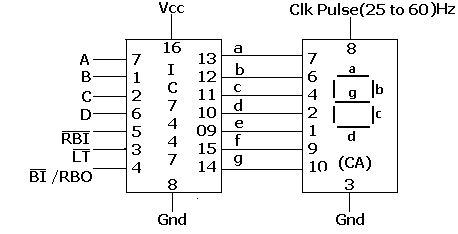 Vcc
Clk Pulse(25 to 60)Hz
16
8
A 7 13 a 7
B 1 12 b 6
C 2 11 c 4
D 6 10 d 2
RBI 5 09 e 1
LT 3 15 f 9
BI /RBO 4 14 g 10
I
C
7
4
4
7
a
g b
c
d
(CA)
8
3
Gnd
Gnd